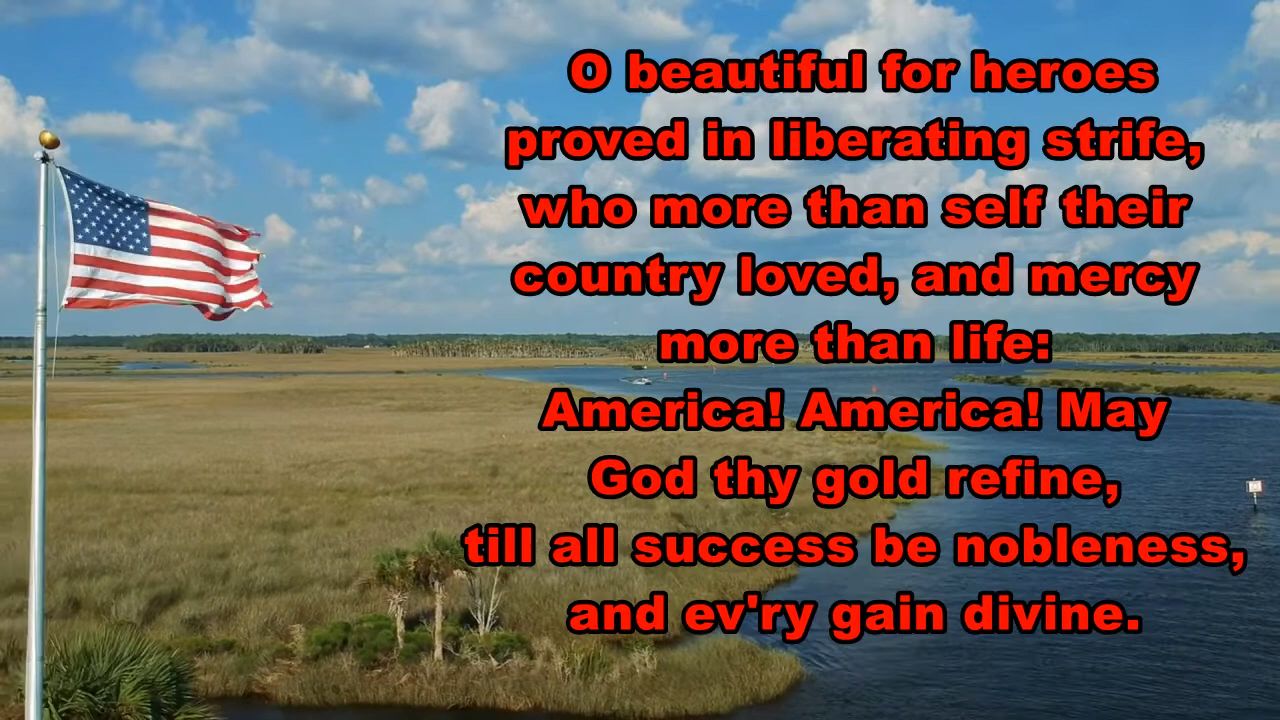 O beautiful for heroes
proved in liberating strife,
who more than self their
country loved, and mercy
more than life:
America! America! May
God thy gold refine,
till all success be nobleness,
and ev'ry gain divine.